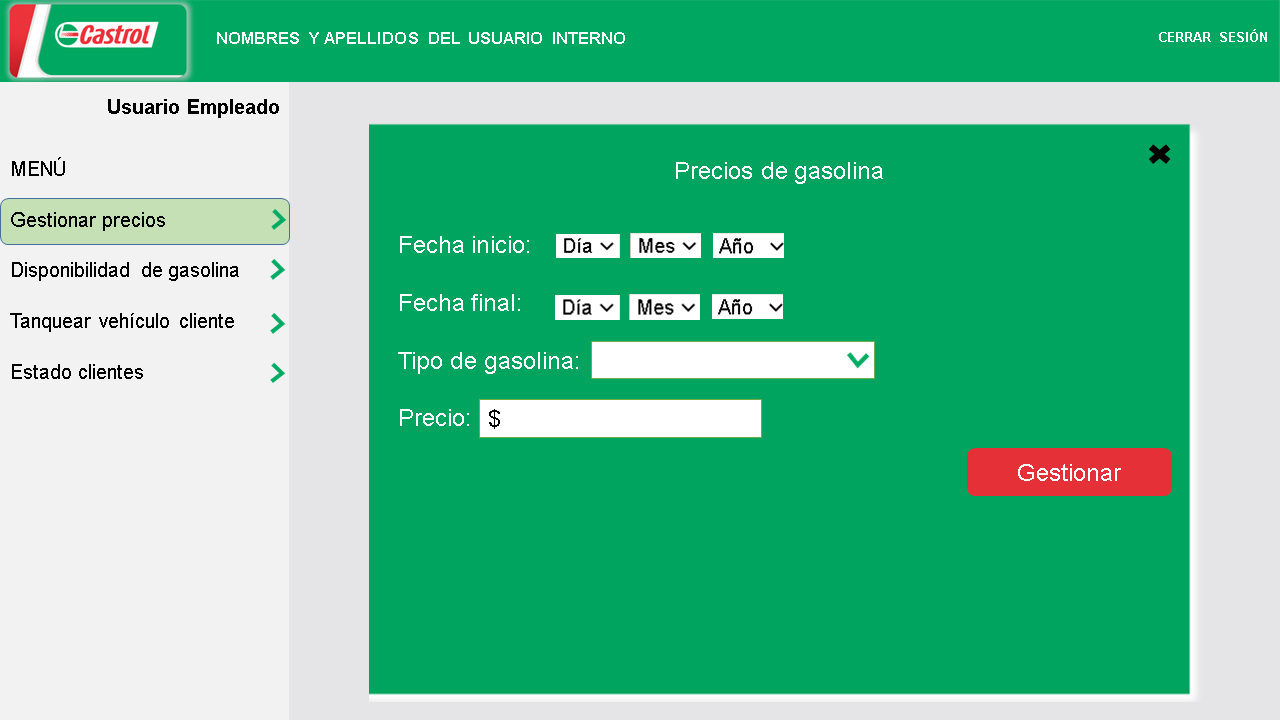 Castrol
NOMBRES Y APELLIDOS DEL USUARIO INTERNO
CERRAR SESIÓN
Usuario Empleado
MENÚ
Gestionar precios
Disponibilidad de gasolina
Tanquear vehículo cliente
Estado clientes
Precios de gasolina
Fecha inicio: Día Mes Año
Fecha final: Día Mes Año
Tipo de gasolina:
Precio: $
Gestionar